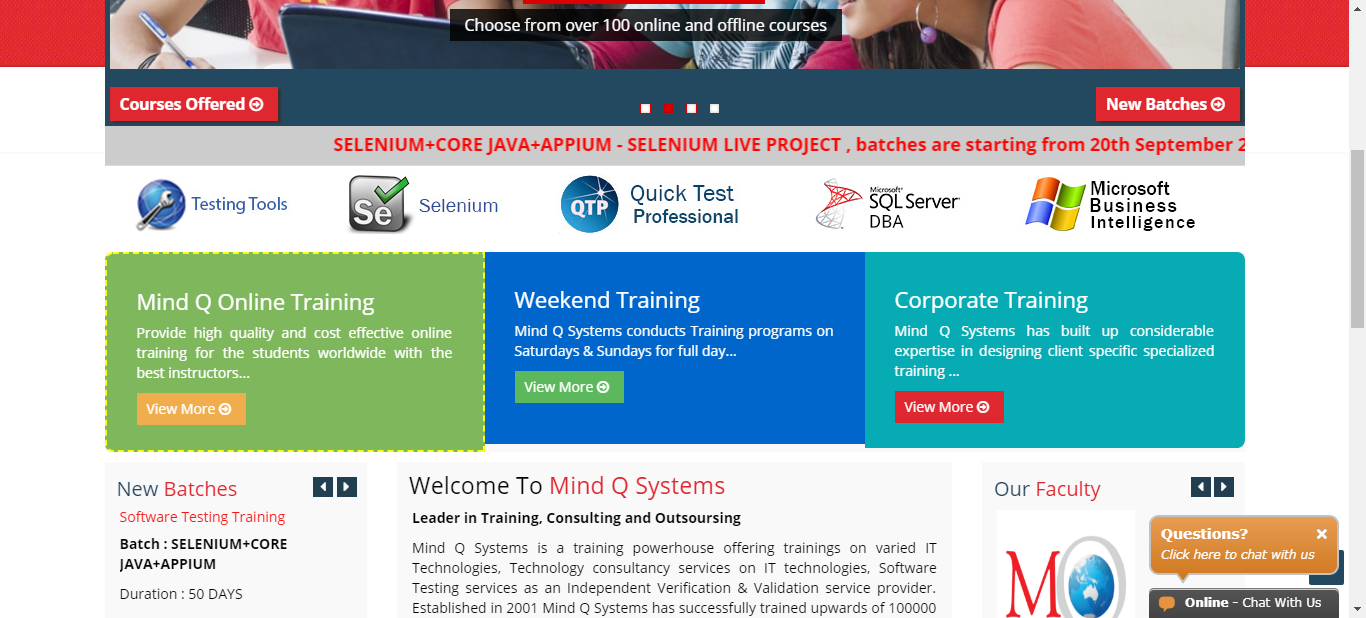 Choose from over 100 online and offline courses
Courses Offered
New Batches
SELENIUM+CORE JAVA+APPIUM - SELENIUM LIVE PROJECT , batches are starting from 20th September
Testing Tools
Se
Selenium
QTP
Quick Test
Professional
Microsoft
SQL Server
DBA
Microsoft
Business
Intelligence
Mind Q Online Training
Provide high quality and cost effective online
training for the students worldwide with the
best instructors...
View More
Weekend Training
Mind Q Systems conducts Training programs on
Saturdays & Sundays for full day...
View More
Corporate Training
Mind Q Systems has built up considerable
expertise in designing client specific specialized
training ...
View More
New Batches
Software Testing Training
Batch : SELENIUM+CORE
JAVA+APPIUM
Duration : 50 DAYS
Welcome To Mind Q Systems
Leader in Training, Consulting and Outsoursing
Mind Q Systems is a training powerhouse offering trainings on varied IT
Technologies, Technology consultancy services on IT technologies, Software
Testing services as an Independent Verification & Validation service provider.
Established in 2001 Mind Q Systems has successfully trained upwards of 100000
Our Faculty
MQ
Questions?
Click here to chat with us
Online - Chat With Us